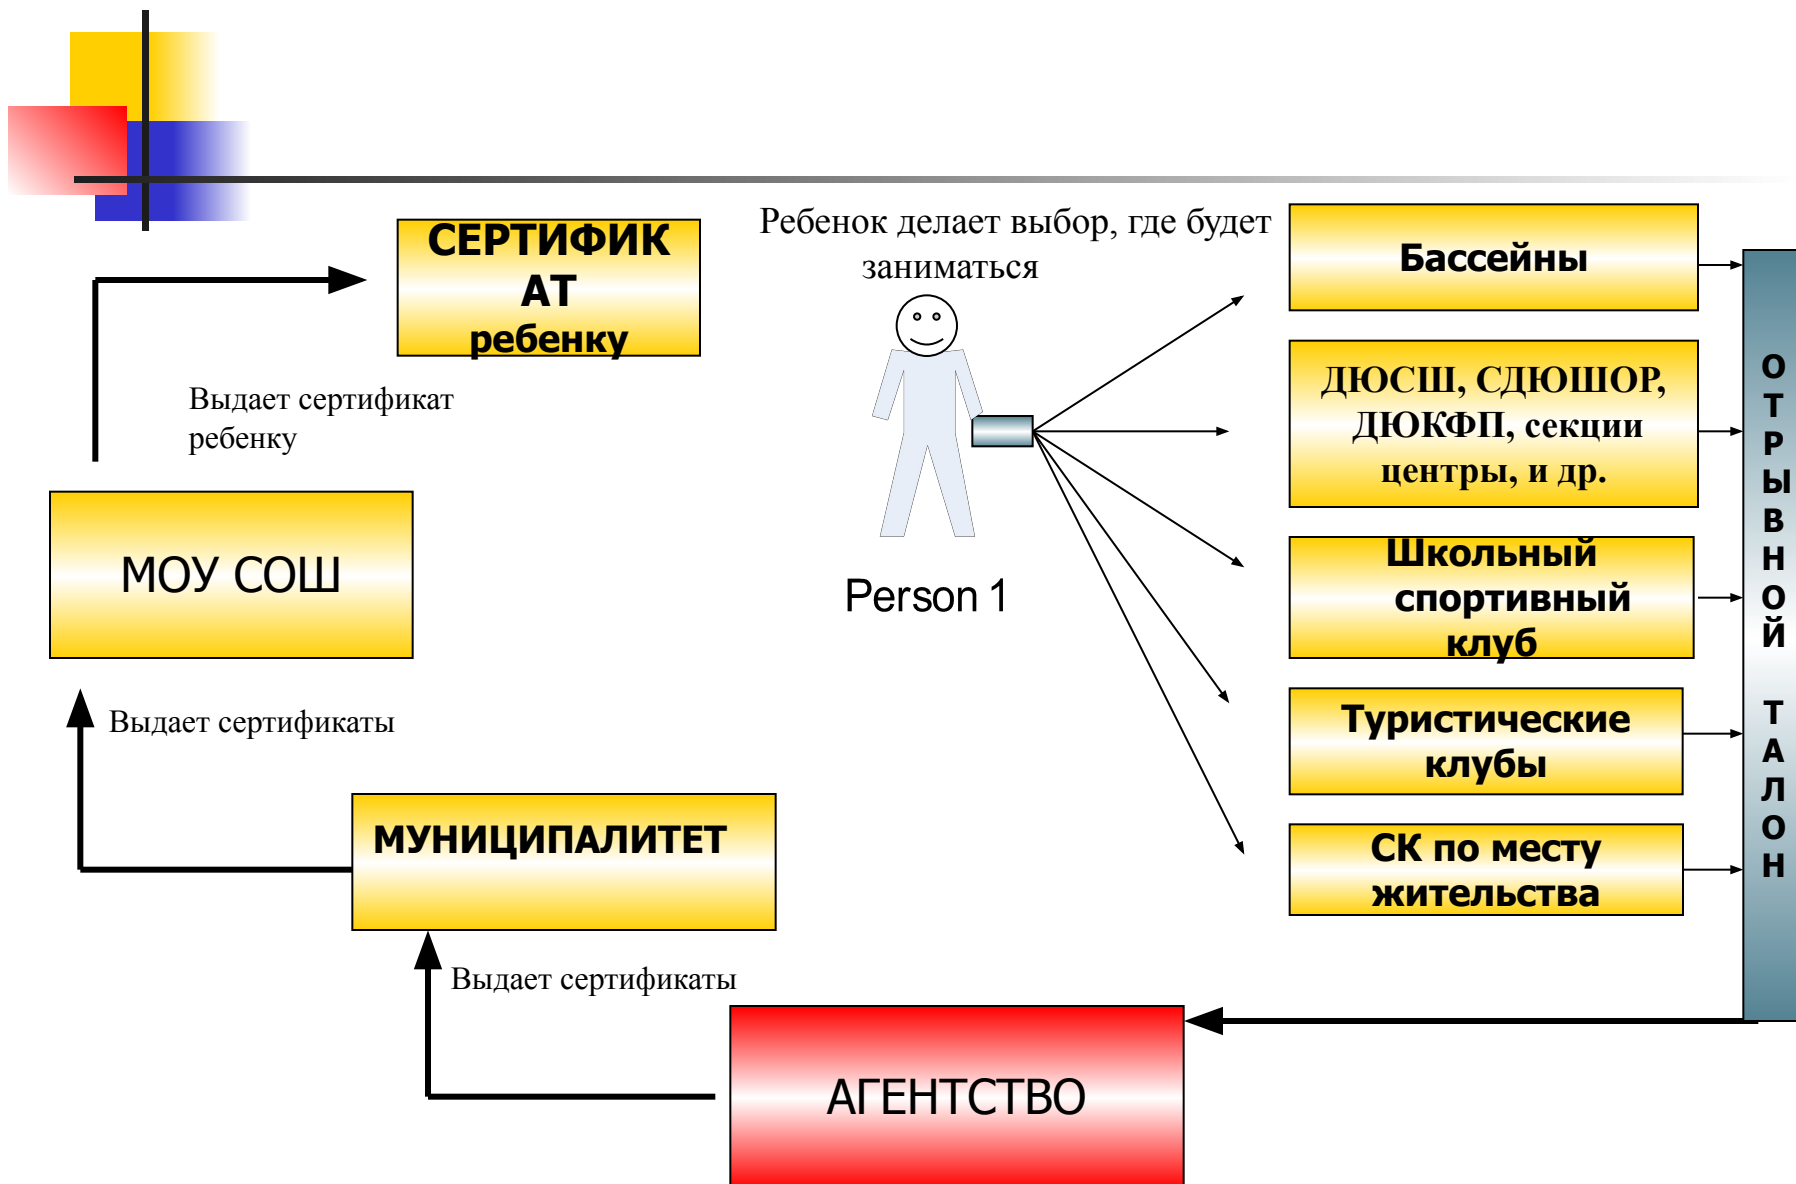 СЕРТИФИК
АТ
ребенку
Выдает сертификат
ребенку
МОУ СОШ
Выдает сертификаты
МУНИЦИПАЛИТЕТ
Выдает сертификаты
АГЕНТСТВО
Ребенок делает выбор, где будет
заниматься
Person 1
Бассейны
ДЮСШ, СДЮШОР,
ДЮКФП, секции
центры, и др.
Школьный
спортивный
клуб
Туристические
клубы
СК по месту
жительства
О
Т
Р
Ы
В
Н
О
Й
Т
А
Л
О
Н